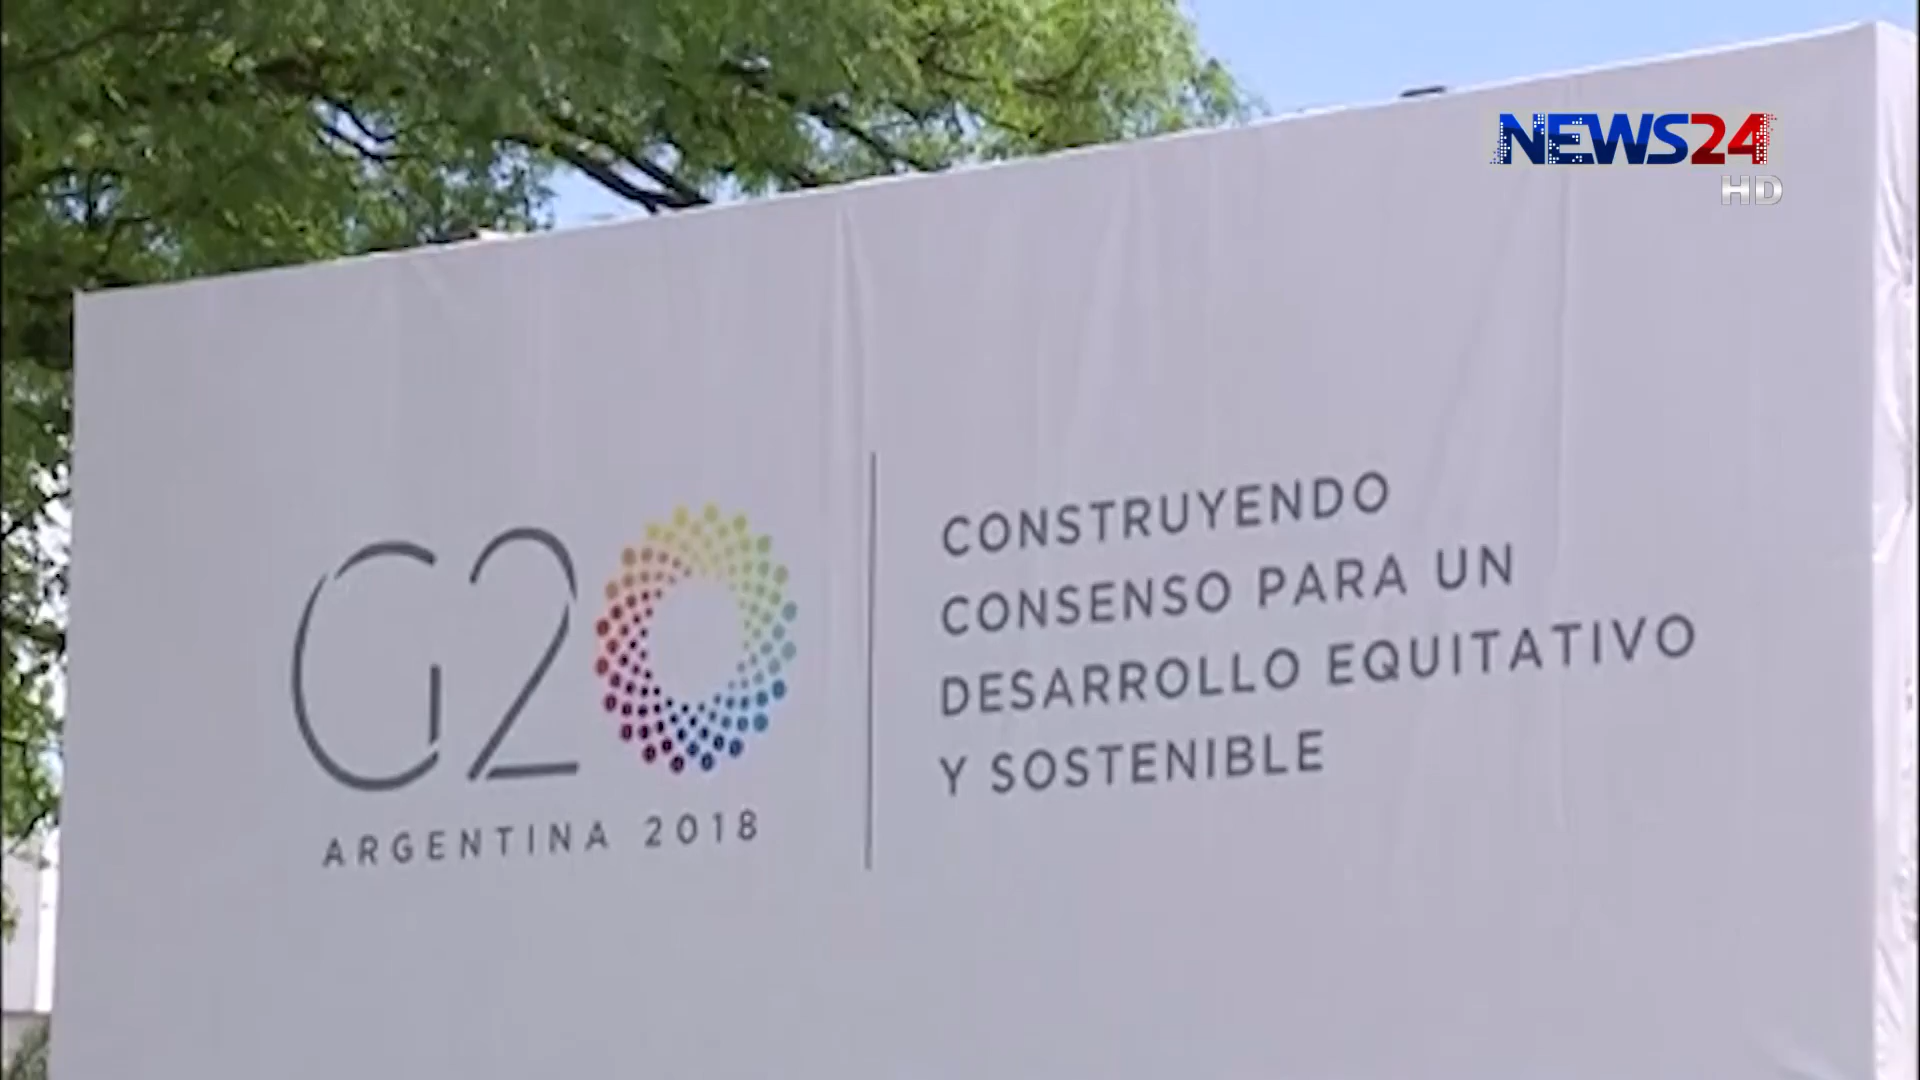 NEWS24
HD
G20
ARGENTINA 2018
CONSTRUYENDO
CONSENSO PARA UN
DESARROLLO EQUITATIVO
Y SOSTENIBLE